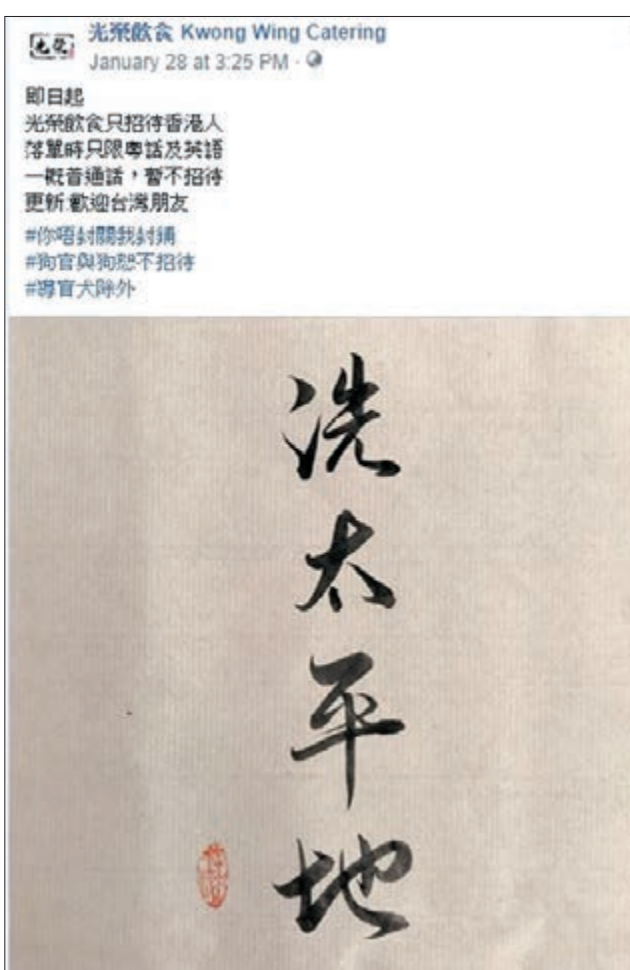 光榮飲食 Kwong Wing Catering
January 28 at 3:25 PM ·
即日起
光榮飲食只招待香港人
落單時只限粵話及英語
一概普通話，暫不招待
更新:歡迎台灣朋友
#你唔封關我封舖
#狗官與狗恕不招待
#導盲犬除外
洗太平地